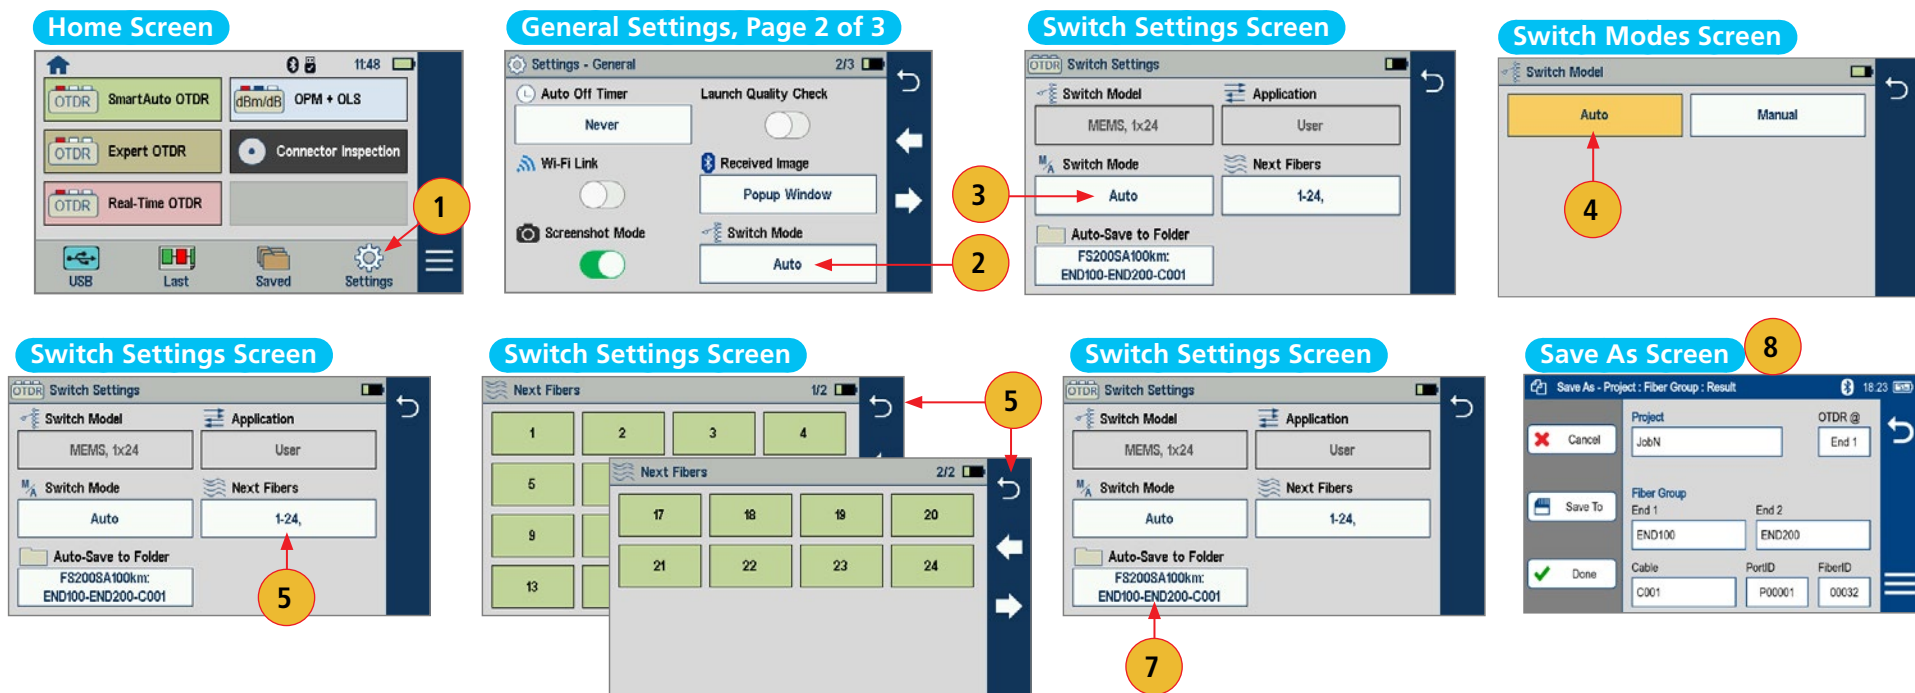 Home Screen
11:48
OTDR SmartAuto OTDR
dBm/dB OPM + OLS
OTDR Expert OTDR
Connector Inspection
OTDR Real-Time OTDR
1
USB Last Saved Settings
General Settings, Page 2 of 3
Settings - General 2/3
Auto Off Timer Launch Quality Check
Never
Wi-Fi Link Received Image
Popup Window
Screenshot Mode Switch Mode
Auto
2
Switch Settings Screen
OTDR Switch Settings
Switch Model Application
MEMS, 1x24 User
M/A Switch Mode Next Fibers
3
Auto 1-24,
Auto-Save to Folder
FS200SA100km:
END100-END200-C001
Switch Modes Screen
Switch Model
Auto Manual
4
Switch Settings Screen
OTDR Switch Settings
Switch Model Application
MEMS, 1x24 User
M/A Switch Mode Next Fibers
Auto 1-24,
Auto-Save to Folder
FS200SA100km:
END100-END200-C001
5
Switch Settings Screen
Next Fibers 1/2
1 2 3 4
5
9
13
5
Next Fibers 2/2
17 18 19 20
21 22 23 24
Switch Settings Screen
OTDR Switch Settings
Switch Model Application
MEMS, 1x24 User
M/A Switch Mode Next Fibers
Auto 1-24,
Auto-Save to Folder
FS200SA100km:
END100-END200-C001
7
Save As Screen
8
Save As - Project : Fiber Group : Result 18:23
Project OTDR @
Cancel JobN End 1
Fiber Group
Save To End 1 End 2
END100 END200
Cable PortID FiberID
Done
C001 P00001 00032